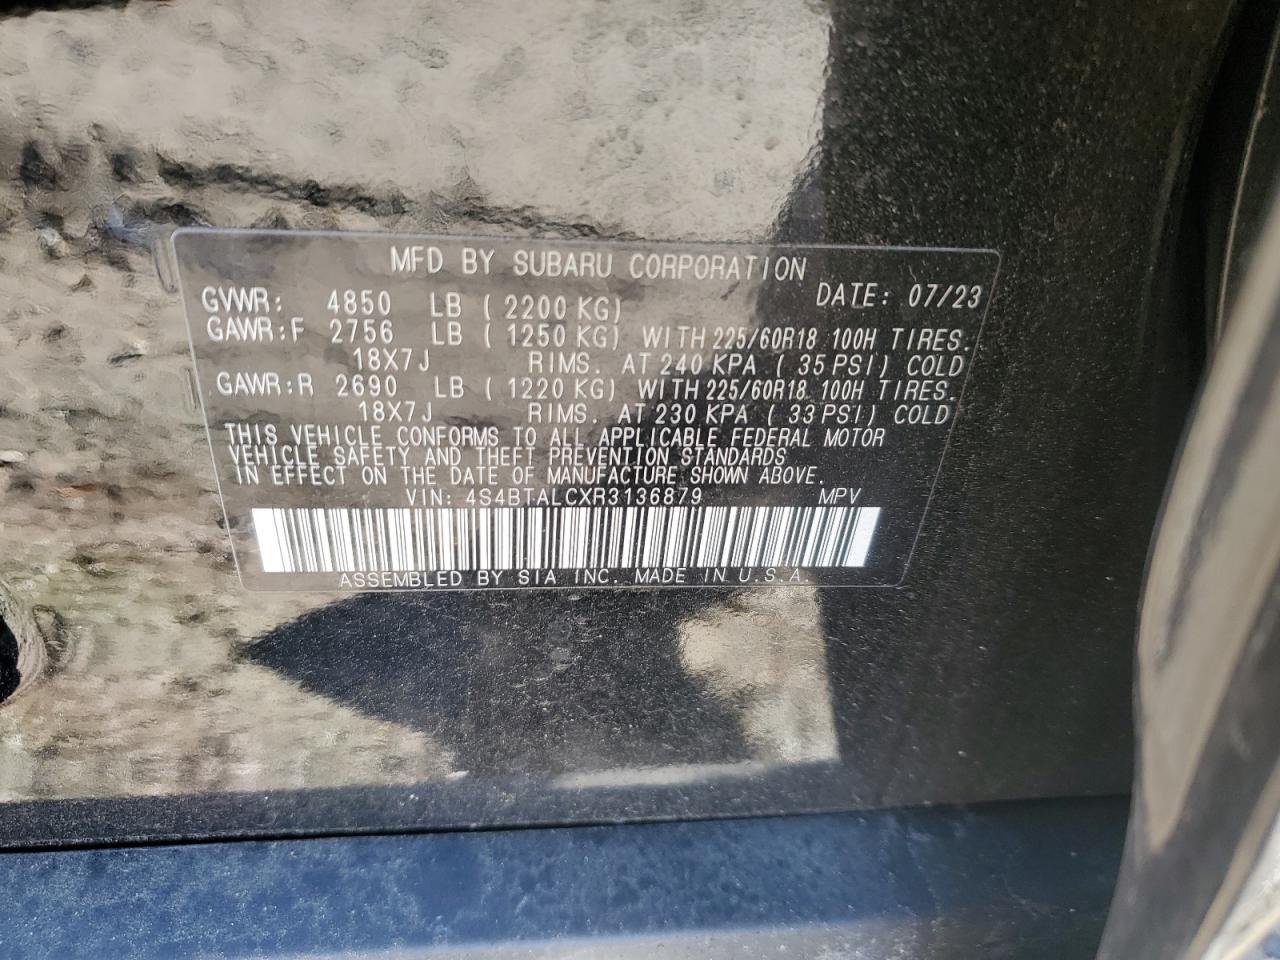 MFD BY SUBARU CORPORATION
DATE: 07/23
GVWR: 4850 LB ( 2200 KG)
GAWR:F 2756 LB ( 1250 KG) WITH 225/60R18 100H TIRES.
18X7J RIMS. AT 240 KPA ( 35 PSI) COLD
GAWR:R 2690 LB ( 1220 KG) WITH 225/60R18 100H TIRES.
18X7J RIMS. AT 230 KPA ( 33 PSI) COLD
THIS VEHICLE CONFORMS TO ALL APPLICABLE FEDERAL MOTOR
VEHICLE SAFETY AND THEFT PREVENTION STANDARDS
IN EFFECT ON THE DATE OF MANUFACTURE SHOWN ABOVE.
VIN: 4S4BTALCXR3136879 MPV
ASSEMBLED BY SIA INC. MADE IN U.S.A.